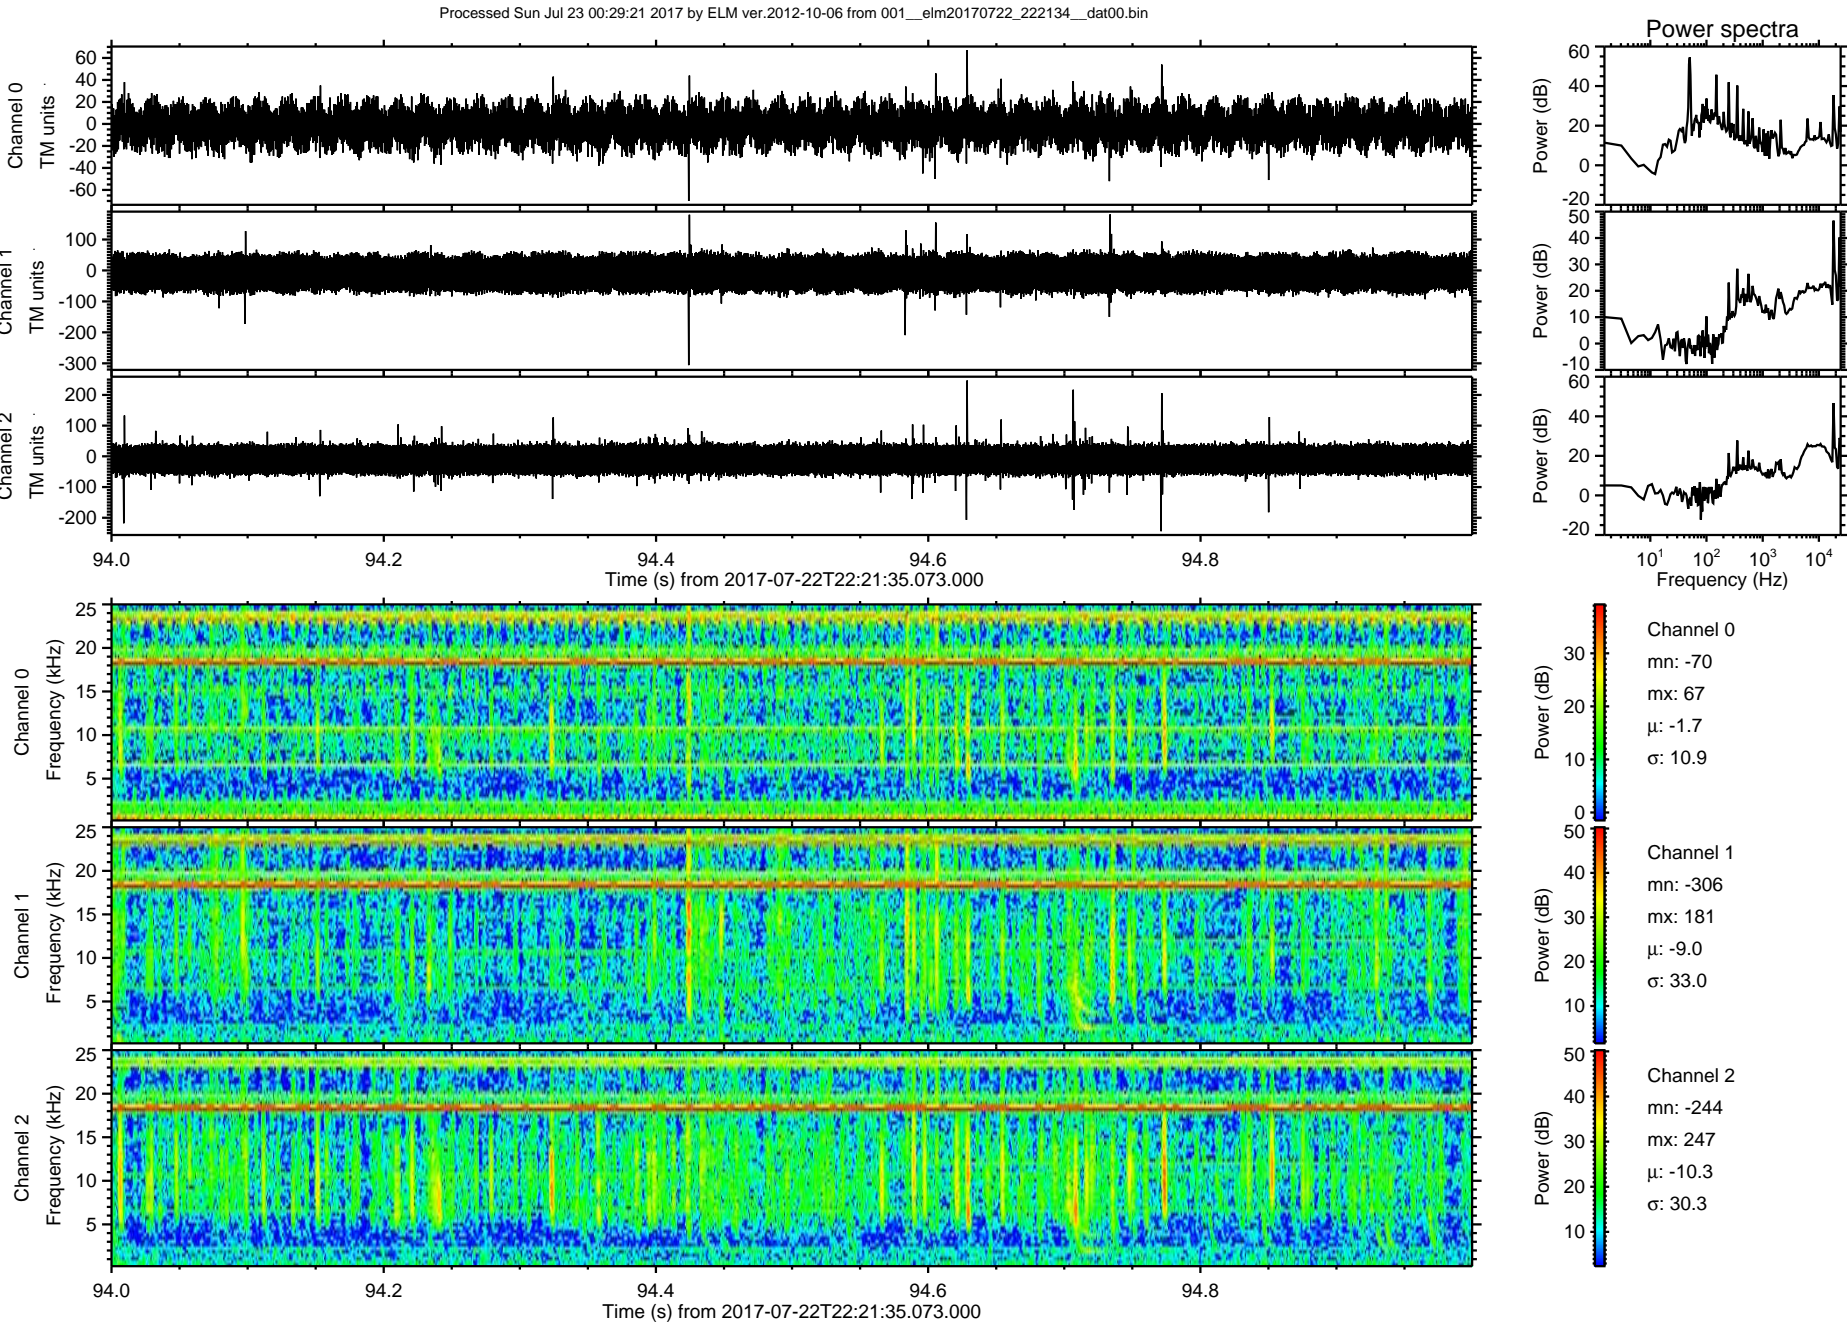 Processed Sun Jul 23 00:29:21 2017 by ELM ver.2012-10-06 from 001__elm20170722_222134__dat00.bin
Power spectra
Channel 0
TM units
60
40
20
0
-20
-40
-60
Power (dB)
60
40
20
0
-20
Channel 1
TM units
100
0
-100
-200
-300
Power (dB)
50
40
30
20
10
0
-10
Channel 2
TM units
200
100
0
-100
-200
Power (dB)
60
40
20
0
-20
94.0 94.2 94.4 94.6 94.8
Time (s) from 2017-07-22T22:21:35.073.000
10^1 10^2 10^3 10^4
Frequency (Hz)
Channel 0
Frequency (kHz)
25
20
15
10
5
Power (dB)
30
20
10
0
Channel 0
mn: -70
mx: 67
μ: -1.7
σ: 10.9
Channel 1
Frequency (kHz)
25
20
15
10
5
Power (dB)
50
40
30
20
10
Channel 1
mn: -306
mx: 181
μ: -9.0
σ: 33.0
Channel 2
Frequency (kHz)
25
20
15
10
5
Power (dB)
50
40
30
20
10
Channel 2
mn: -244
mx: 247
μ: -10.3
σ: 30.3
94.0 94.2 94.4 94.6 94.8
Time (s) from 2017-07-22T22:21:35.073.000